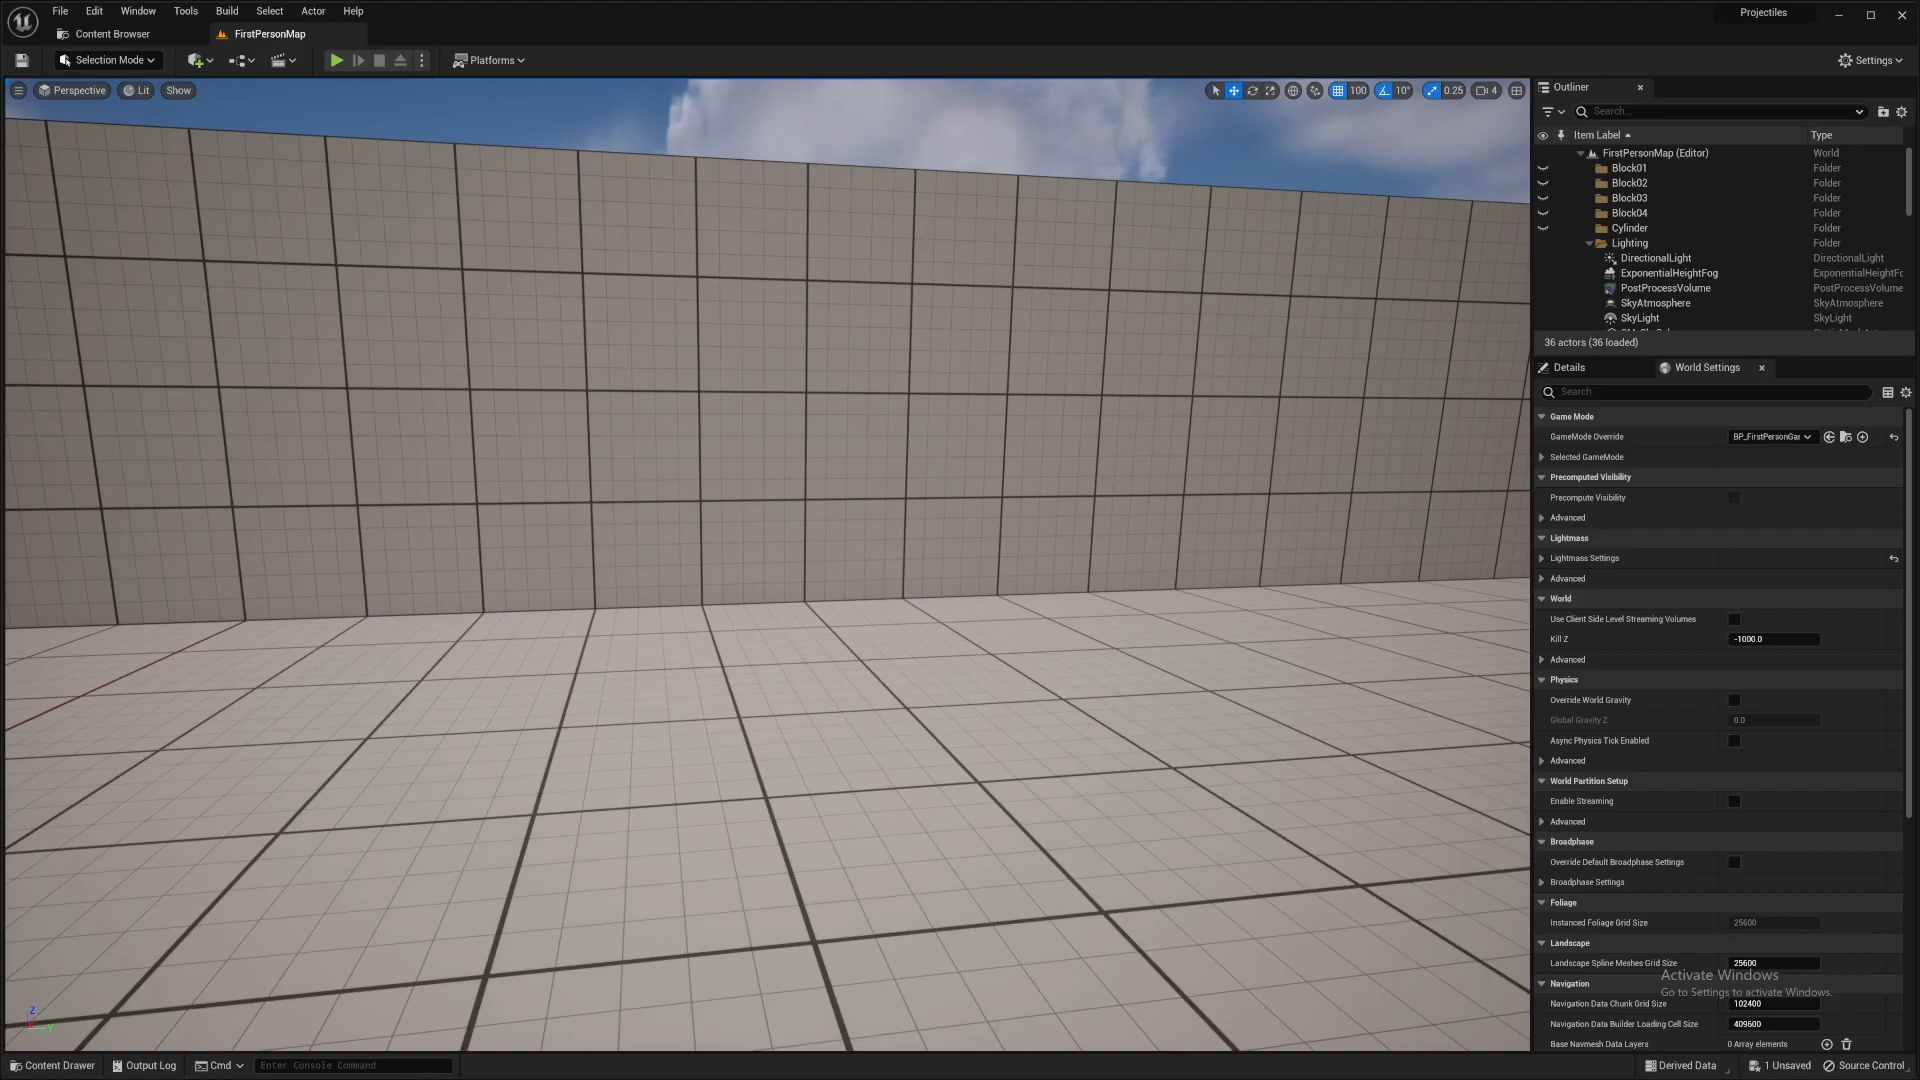 File Edit Window Tools Build Select Actor Help
Projectiles
Content Browser FirstPersonMap
Selection Mode Platforms Settings
Perspective Lit Show 100 10° 0.25 4
Outliner
Search...
Item Label Type
FirstPersonMap (Editor) World
Block01 Folder
Block02 Folder
Block03 Folder
Block04 Folder
Cylinder Folder
Lighting Folder
DirectionalLight DirectionalLight
ExponentialHeightFog ExponentialHeightFo
PostProcessVolume PostProcessVolume
SkyAtmosphere SkyAtmosphere
SkyLight SkyLight
36 actors (36 loaded)
Details World Settings
Search
Game Mode
GameMode Override BP_FirstPersonGa
Selected GameMode
Precomputed Visibility
Precompute Visibility
Advanced
Lightmass
Lightmass Settings
Advanced
World
Use Client Side Level Streaming Volumes
Kill Z -1000.0
Advanced
Physics
Override World Gravity
Global Gravity Z 0.0
Async Physics Tick Enabled
Advanced
World Partition Setup
Enable Streaming
Advanced
Broadphase
Override Default Broadphase Settings
Broadphase Settings
Foliage
Instanced Foliage Grid Size 25600
Landscape
Landscape Spline Meshes Grid Size 25600
Activate Windows
Navigation
Go to Settings to activate Windows.
Navigation Data Chunk Grid Size 102400
Navigation Data Builder Loading Cell Size 409600
Base Navmesh Data Layers 0 Array elements
Z
Y
Content Drawer Output Log Cmd Enter Console Command Derived Data 1 Unsaved Source Control